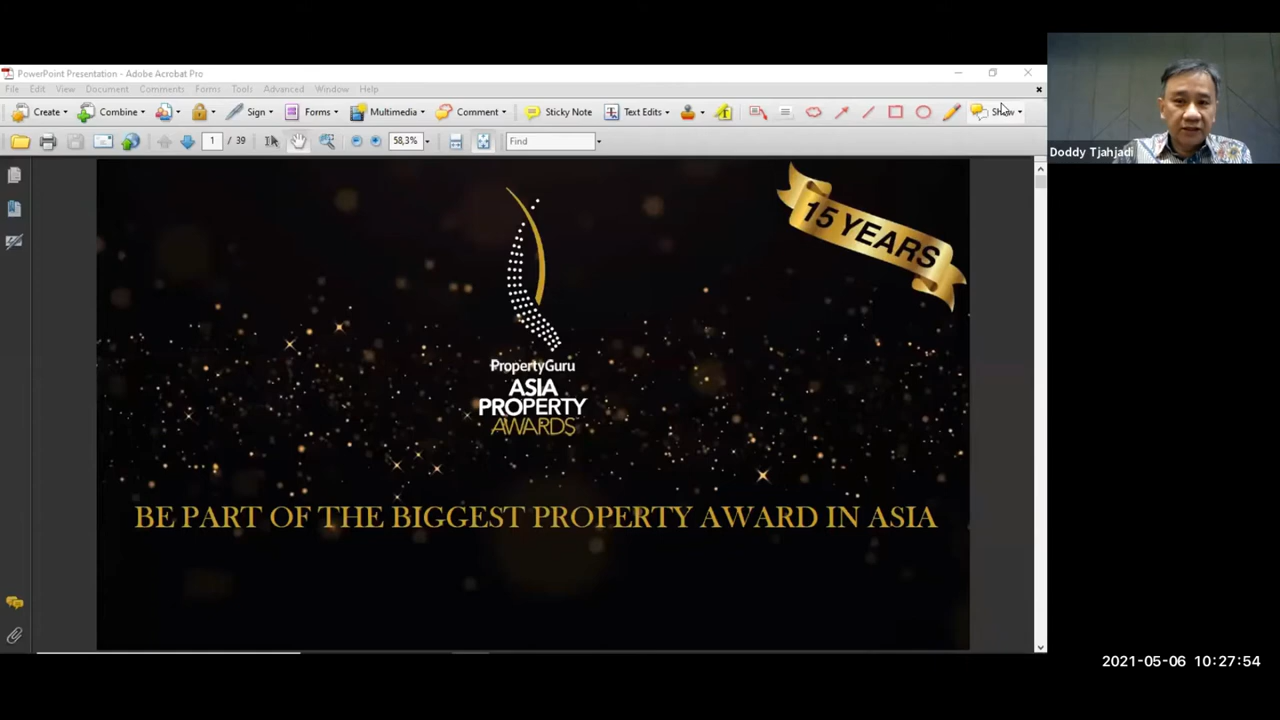 PowerPoint Presentation - Adobe Acrobat Pro
File Edit View Document Comments Forms Tools Advanced Window Help
Create Combine Sign Forms Multimedia Comment Sticky Note Text Edits Show
1 / 39 58,3% Find
Doddy Tjahjadi
15 YEARS
PropertyGuru
ASIA
PROPERTY
AWARDS
BE PART OF THE BIGGEST PROPERTY AWARD IN ASIA
2021-05-06 10:27:54